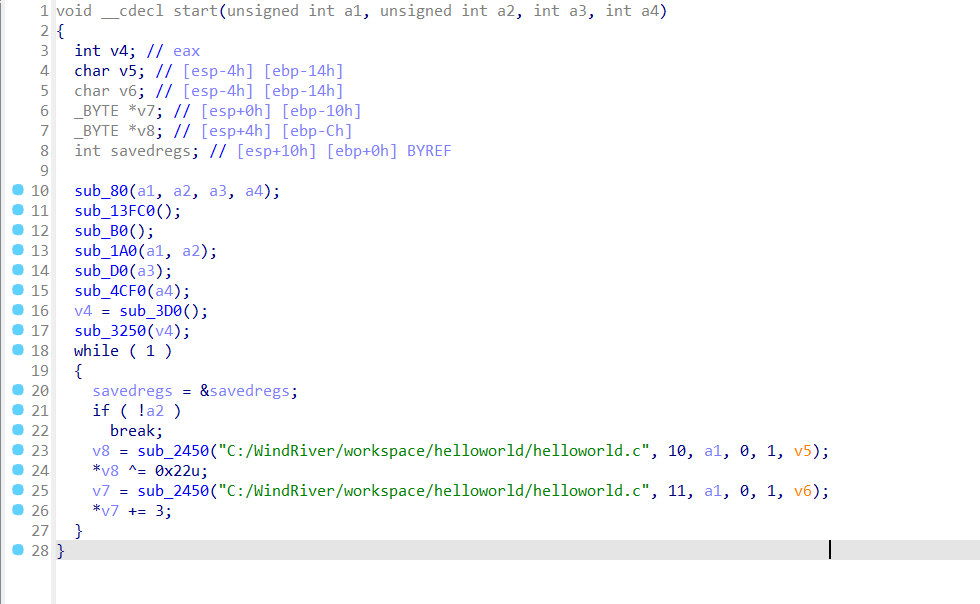 1 void __cdecl start(unsigned int a1, unsigned int a2, int a3, int a4)
2 {
3   int v4; // eax
4   char v5; // [esp-4h] [ebp-14h]
5   char v6; // [esp-4h] [ebp-14h]
6   _BYTE *v7; // [esp+0h] [ebp-10h]
7   _BYTE *v8; // [esp+4h] [ebp-Ch]
8   int savedregs; // [esp+10h] [ebp+0h] BYREF
9
10   sub_80(a1, a2, a3, a4);
11   sub_13FC0();
12   sub_B0();
13   sub_1A0(a1, a2);
14   sub_D0(a3);
15   sub_4CF0(a4);
16   v4 = sub_3D0();
17   sub_3250(v4);
18   while ( 1 )
19   {
20     savedregs = &savedregs;
21     if ( !a2 )
22       break;
23     v8 = sub_2450("C:/WindRiver/workspace/helloworld/helloworld.c", 10, a1, 0, 1, v5);
24     *v8 ^= 0x22u;
25     v7 = sub_2450("C:/WindRiver/workspace/helloworld/helloworld.c", 11, a1, 0, 1, v6);
26     *v7 += 3;
27   }
28 }